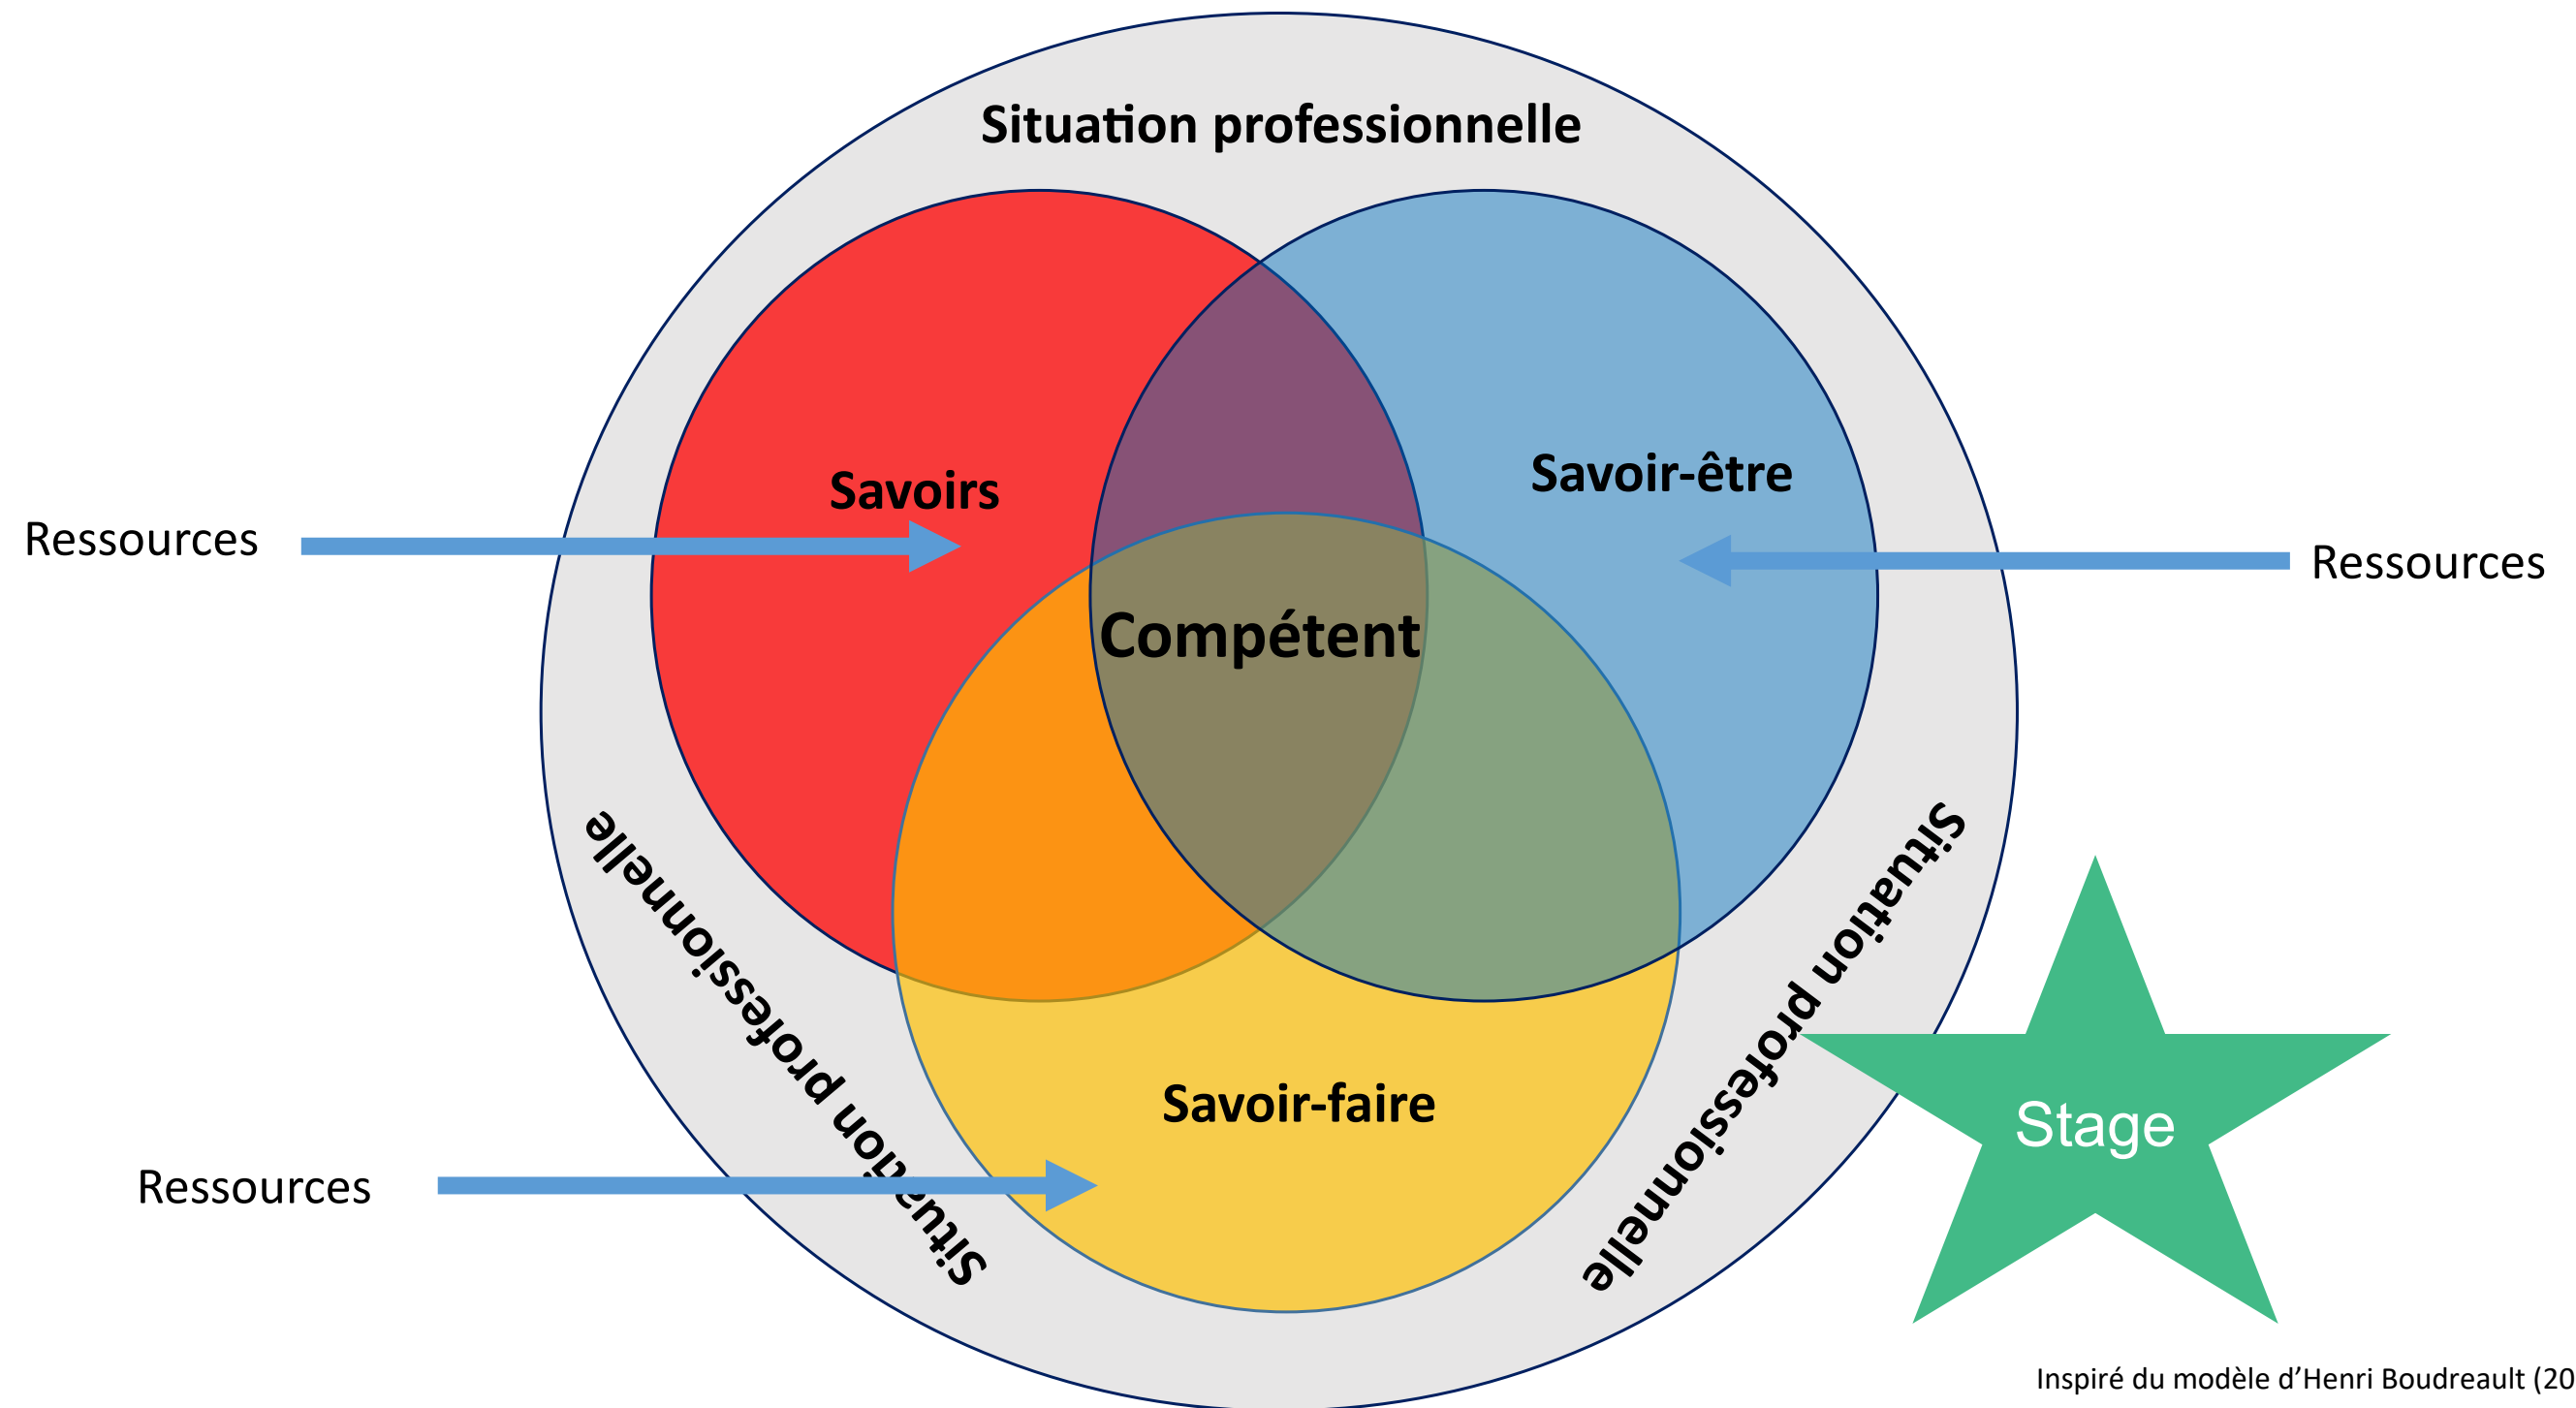 Situation professionnelle
Savoirs
Savoir-être
Ressources
Ressources
Compétent
Situation professionnelle
Situation professionnelle
Savoir-faire
Stage
Ressources
Inspiré du modèle d’Henri Boudreault (20